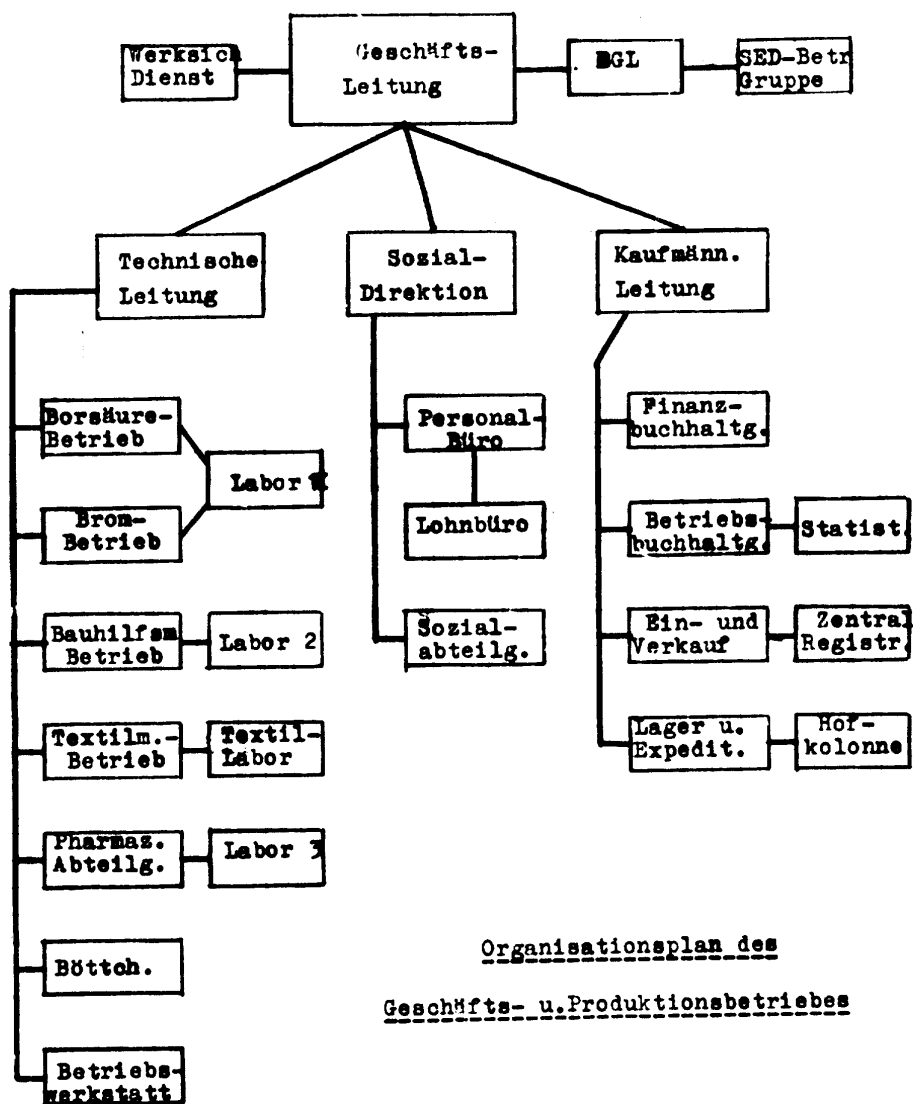 Werksich
Dienst
Geschäfts-
Leitung
BGL
SED-Betr
Gruppe
Technische
Leitung
Sozial-
Direktion
Kaufmänn.
Leitung
Borsäure-
Betrieb
Brom-
Betrieb
Labor 1
Bauhilfsm
Betrieb
Labor 2
Textilm.-
Betrieb
Textil-
Labor
Pharmaz.
Abteilg.
Labor 3
Böttch.
Betriebs-
werkstatt
Personal-
Büro
Lohnbüro
Sozial-
abteilg.
Finanz-
buchhaltg.
Betriebs-
buchhaltg.
Statist.
Ein- und
Verkauf
Zentral
Registr.
Lager u.
Expedit.
Hof-
kolonne
Organisationsplan des
Geschäfts- u.Produktionsbetriebes